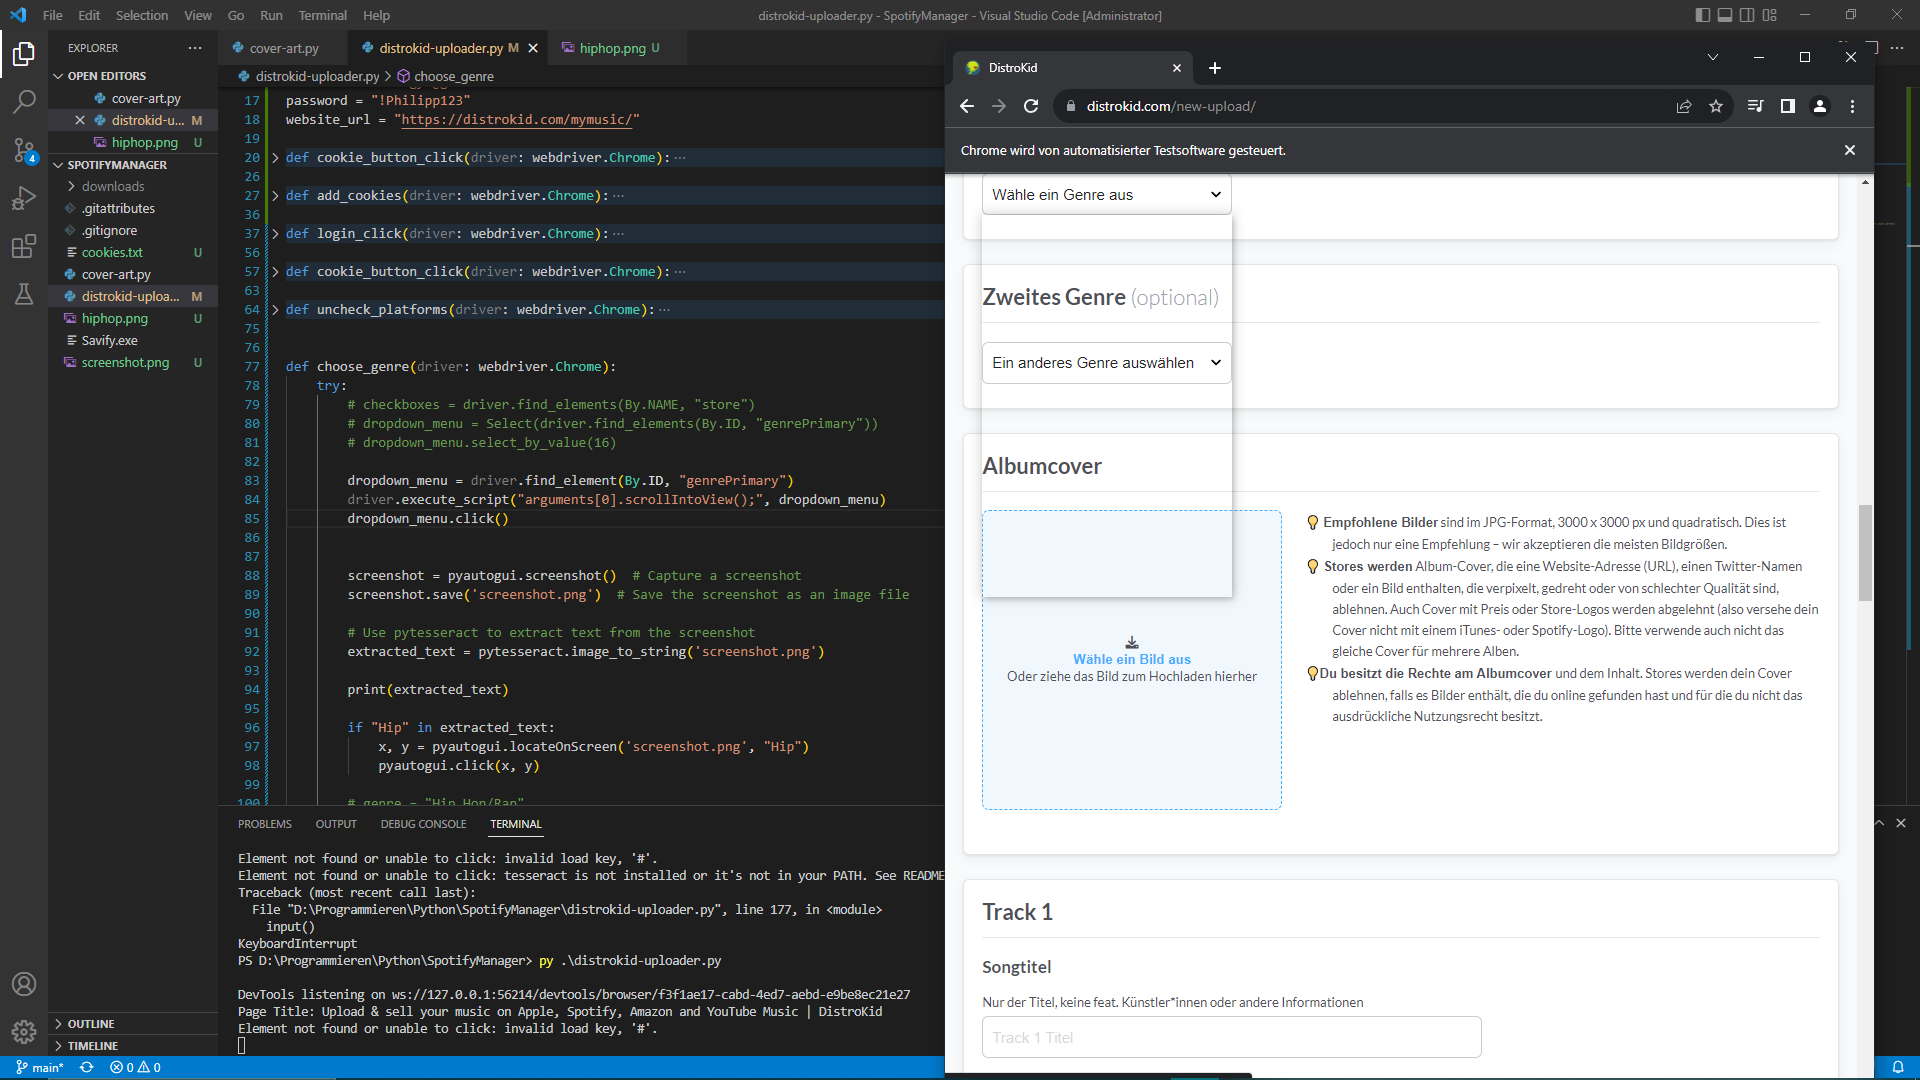 File Edit Selection View Go Run Terminal Help
distrokid-uploader.py - SpotifyManager - Visual Studio Code [Administrator]
EXPLORER
OPEN EDITORS
cover-art.py
distrokid-u... M
hiphop.png U
SPOTIFYMANAGER
downloads
.gitattributes
.gitignore
cookies.txt U
cover-art.py
distrokid-uploa... M
hiphop.png U
Savify.exe
screenshot.png U
OUTLINE
TIMELINE
4
main* 0 0
cover-art.py
distrokid-uploader.py M
hiphop.png U
distrokid-uploader.py > choose_genre
17 password = "!Philipp123"
18 website_url = "https://distrokid.com/mymusic/"
19
20 def cookie_button_click(driver: webdriver.Chrome): ...
26
27 def add_cookies(driver: webdriver.Chrome): ...
36
37 def login_click(driver: webdriver.Chrome): ...
56
57 def cookie_button_click(driver: webdriver.Chrome): ...
63
64 def uncheck_platforms(driver: webdriver.Chrome): ...
75
76
77 def choose_genre(driver: webdriver.Chrome):
78 try:
79 # checkboxes = driver.find_elements(By.NAME, "store")
80 # dropdown_menu = Select(driver.find_elements(By.ID, "genrePrimary"))
81 # dropdown_menu.select_by_value(16)
82
83 dropdown_menu = driver.find_element(By.ID, "genrePrimary")
84 driver.execute_script("arguments[0].scrollIntoView();", dropdown_menu)
85 dropdown_menu.click()
86
87
88 screenshot = pyautogui.screenshot() # Capture a screenshot
89 screenshot.save('screenshot.png') # Save the screenshot as an image file
90
91 # Use pytesseract to extract text from the screenshot
92 extracted_text = pytesseract.image_to_string('screenshot.png')
93
94 print(extracted_text)
95
96 if "Hip" in extracted_text:
97 x, y = pyautogui.locateOnScreen('screenshot.png', "Hip")
98 pyautogui.click(x, y)
99
100 # genre = "Hip Hop/Rap"
PROBLEMS OUTPUT DEBUG CONSOLE TERMINAL
Element not found or unable to click: invalid load key, '#'.
Element not found or unable to click: tesseract is not installed or it's not in your PATH. See README
Traceback (most recent call last):
File "D:\Programmieren\Python\SpotifyManager\distrokid-uploader.py", line 177, in <module>
input()
KeyboardInterrupt
PS D:\Programmieren\Python\SpotifyManager> py .\distrokid-uploader.py
DevTools listening on ws://127.0.0.1:56214/devtools/browser/f3f1ae17-cabd-4ed7-aebd-e9be8ec21e27
Page Title: Upload & sell your music on Apple, Spotify, Amazon and YouTube Music | DistroKid
Element not found or unable to click: invalid load key, '#'.
DistroKid
distrokid.com/new-upload/
Chrome wird von automatisierter Testsoftware gesteuert.
Wähle ein Genre aus
Zweites Genre (optional)
Ein anderes Genre auswählen
Albumcover
Wähle ein Bild aus
Oder ziehe das Bild zum Hochladen hierher
Empfohlene Bilder sind im JPG-Format, 3000 x 3000 px und quadratisch. Dies ist
jedoch nur eine Empfehlung – wir akzeptieren die meisten Bildgrößen.
Stores werden Album-Cover, die eine Website-Adresse (URL), einen Twitter-Namen
oder ein Bild enthalten, die verpixelt, gedreht oder von schlechter Qualität sind,
ablehnen. Auch Cover mit Preis oder Store-Logos werden abgelehnt (also versehe dein
Cover nicht mit einem iTunes- oder Spotify-Logo). Bitte verwende auch nicht das
gleiche Cover für mehrere Alben.
Du besitzt die Rechte am Albumcover und dem Inhalt. Stores werden dein Cover
ablehnen, falls es Bilder enthält, die du online gefunden hast und für die du nicht das
ausdrückliche Nutzungsrecht besitzt.
Track 1
Songtitel
Nur der Titel, keine feat. Künstler*innen oder andere Informationen
Track 1 Titel